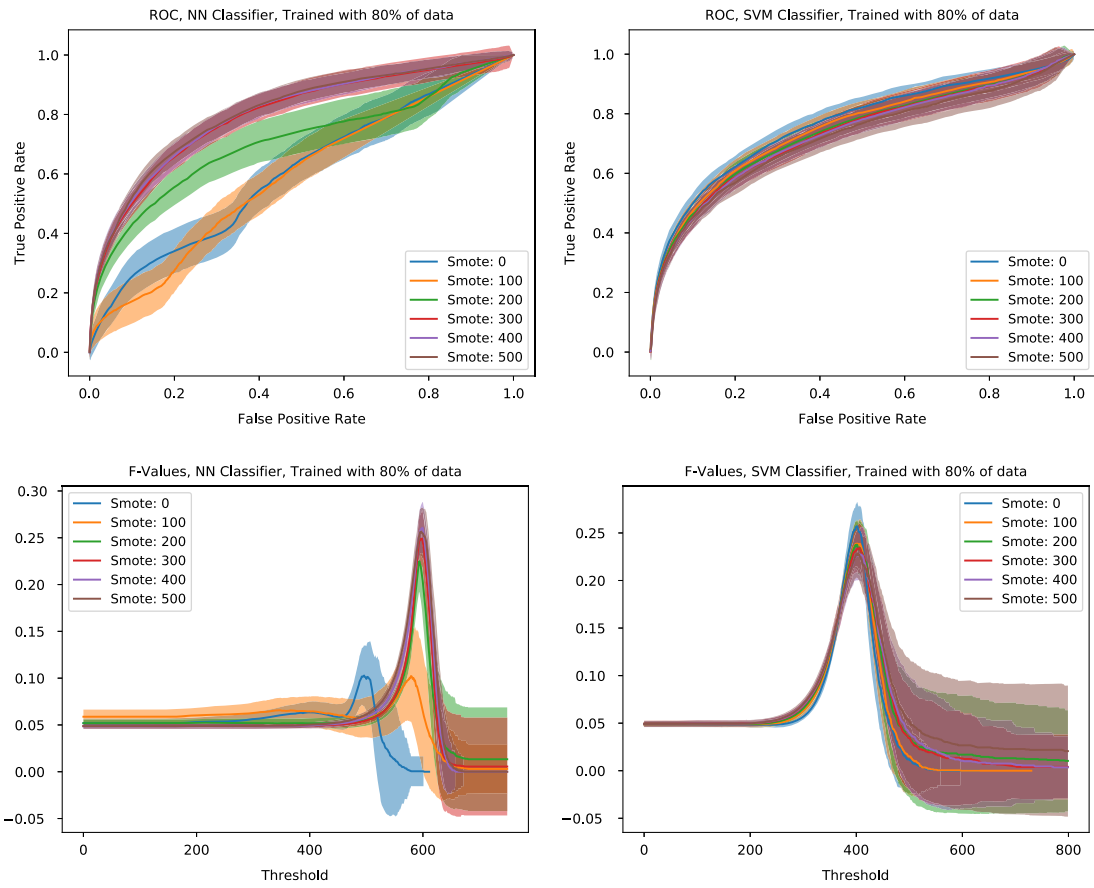 ROC, NN Classifier, Trained with 80% of data
True Positive Rate
1.0
0.8
0.6
0.4
0.2
0.0
Smote: 0
Smote: 100
Smote: 200
Smote: 300
Smote: 400
Smote: 500
0.0 0.2 0.4 0.6 0.8 1.0
False Positive Rate
ROC, SVM Classifier, Trained with 80% of data
True Positive Rate
1.0
0.8
0.6
0.4
0.2
0.0
Smote: 0
Smote: 100
Smote: 200
Smote: 300
Smote: 400
Smote: 500
0.0 0.2 0.4 0.6 0.8 1.0
False Positive Rate
F-Values, NN Classifier, Trained with 80% of data
0.30
0.25
0.20
0.15
0.10
0.05
0.00
−0.05
Smote: 0
Smote: 100
Smote: 200
Smote: 300
Smote: 400
Smote: 500
0 200 400 600
Threshold
F-Values, SVM Classifier, Trained with 80% of data
0.25
0.20
0.15
0.10
0.05
0.00
−0.05
Smote: 0
Smote: 100
Smote: 200
Smote: 300
Smote: 400
Smote: 500
0 200 400 600 800
Threshold